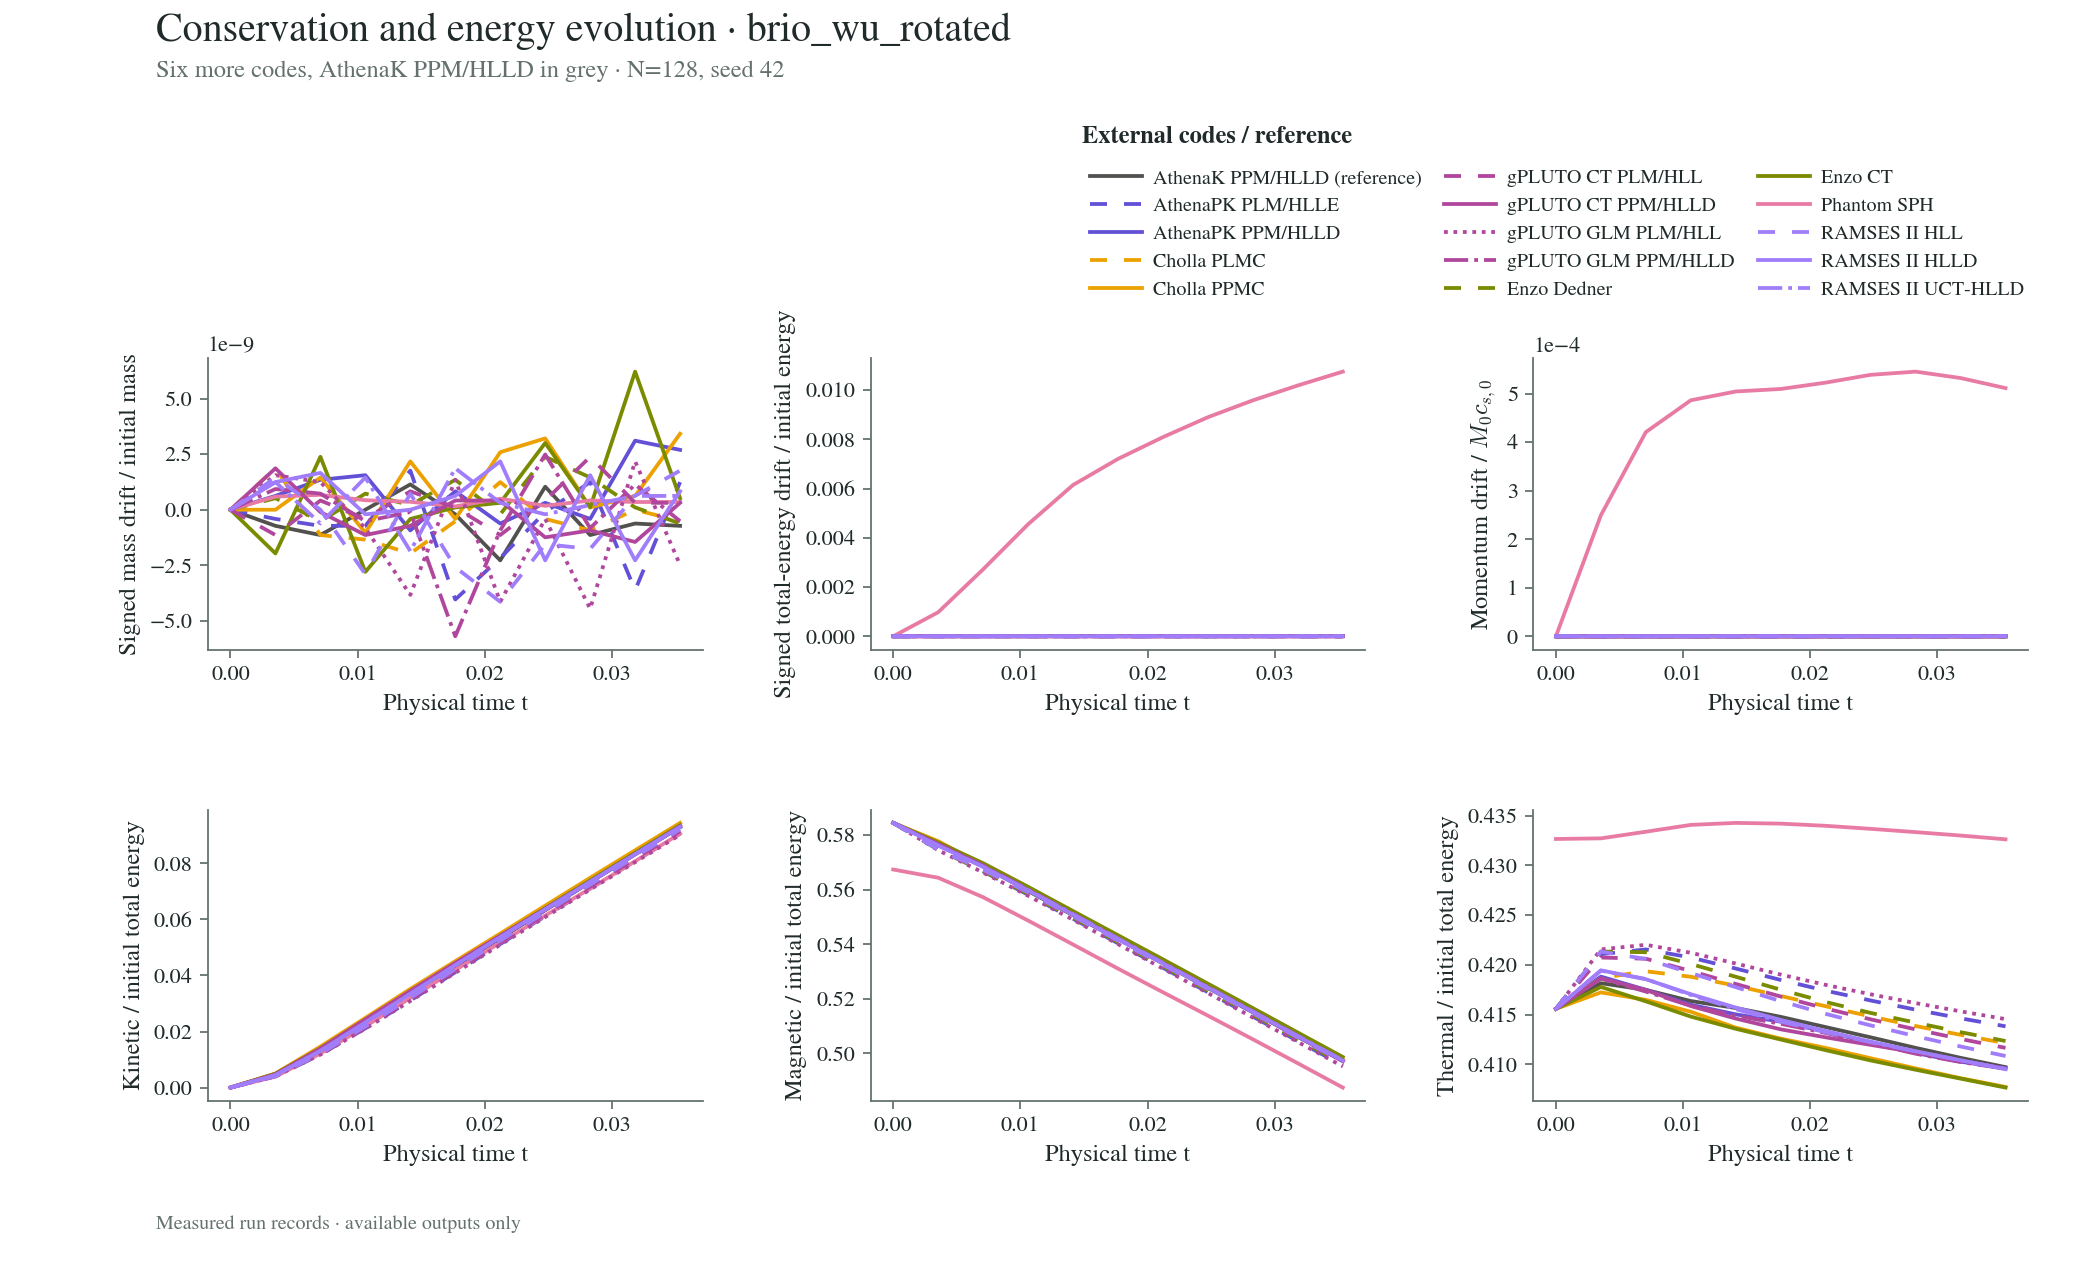 Conservation and energy evolution · brio_wu_rotated
Six more codes, AthenaK PPM/HLLD in grey · N=128, seed 42
External codes / reference
AthenaK PPM/HLLD (reference)
AthenaPK PLM/HLLE
AthenaPK PPM/HLLD
Cholla PLMC
Cholla PPMC
gPLUTO CT PLM/HLL
gPLUTO CT PPM/HLLD
gPLUTO GLM PLM/HLL
gPLUTO GLM PPM/HLLD
Enzo Dedner
Enzo CT
Phantom SPH
RAMSES II HLL
RAMSES II HLLD
RAMSES II UCT-HLLD
1e−9
Signed mass drift / initial mass
5.0
2.5
0.0
−2.5
−5.0
0.00 0.01 0.02 0.03
Physical time t
Signed total-energy drift / initial energy
0.010
0.008
0.006
0.004
0.002
0.000
0.00 0.01 0.02 0.03
Physical time t
1e−4
Momentum drift / M₀c_{s,0}
5
4
3
2
1
0
0.00 0.01 0.02 0.03
Physical time t
Kinetic / initial total energy
0.08
0.06
0.04
0.02
0.00
0.00 0.01 0.02 0.03
Physical time t
Magnetic / initial total energy
0.58
0.56
0.54
0.52
0.50
0.00 0.01 0.02 0.03
Physical time t
Thermal / initial total energy
0.435
0.430
0.425
0.420
0.415
0.410
0.00 0.01 0.02 0.03
Physical time t
Measured run records · available outputs only